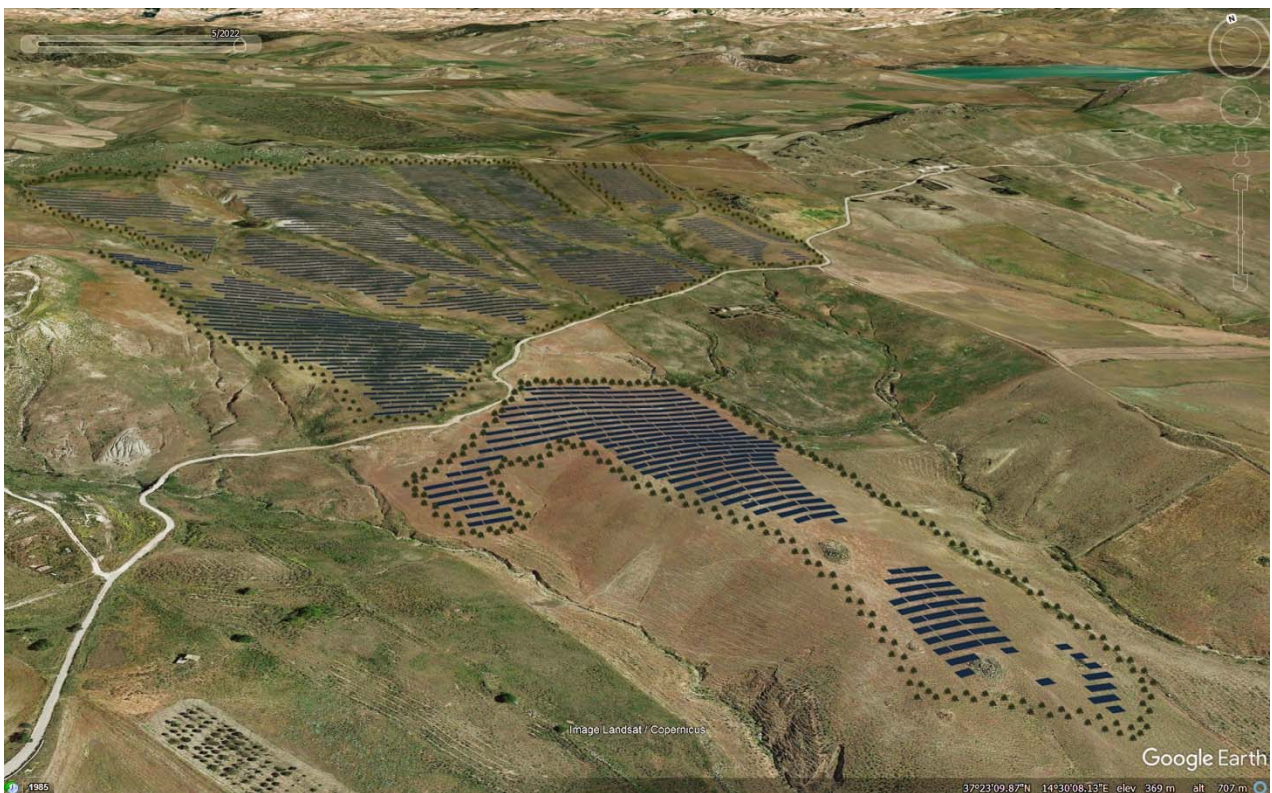 5/2022
N
Image Landsat / Copernicus
Google Earth
1985
37°23'09.87"N 14°30'08.13"E elev 369 m alt 707 m